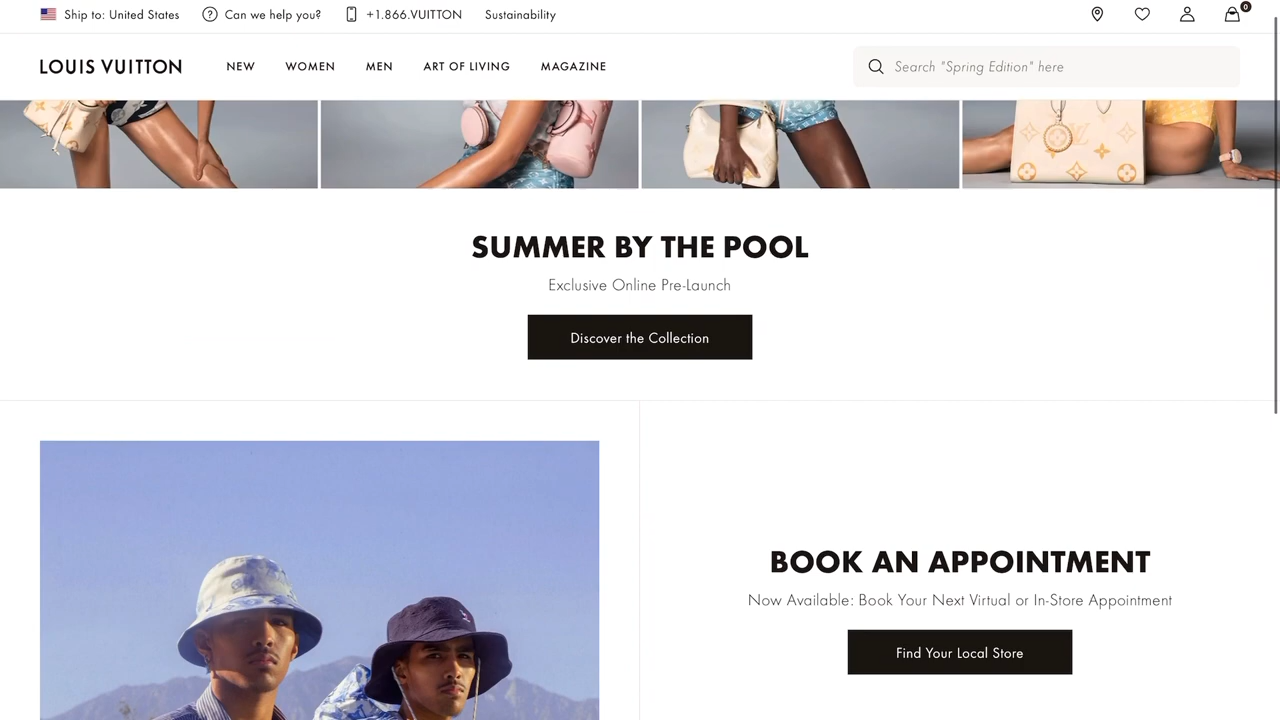 Ship to: United States
Can we help you?
+1.866.VUITTON
Sustainability
0
LOUIS VUITTON
NEW
WOMEN
MEN
ART OF LIVING
MAGAZINE
Search "Spring Edition" here
SUMMER BY THE POOL
Exclusive Online Pre-Launch
Discover the Collection
BOOK AN APPOINTMENT
Now Available: Book Your Next Virtual or In-Store Appointment
Find Your Local Store